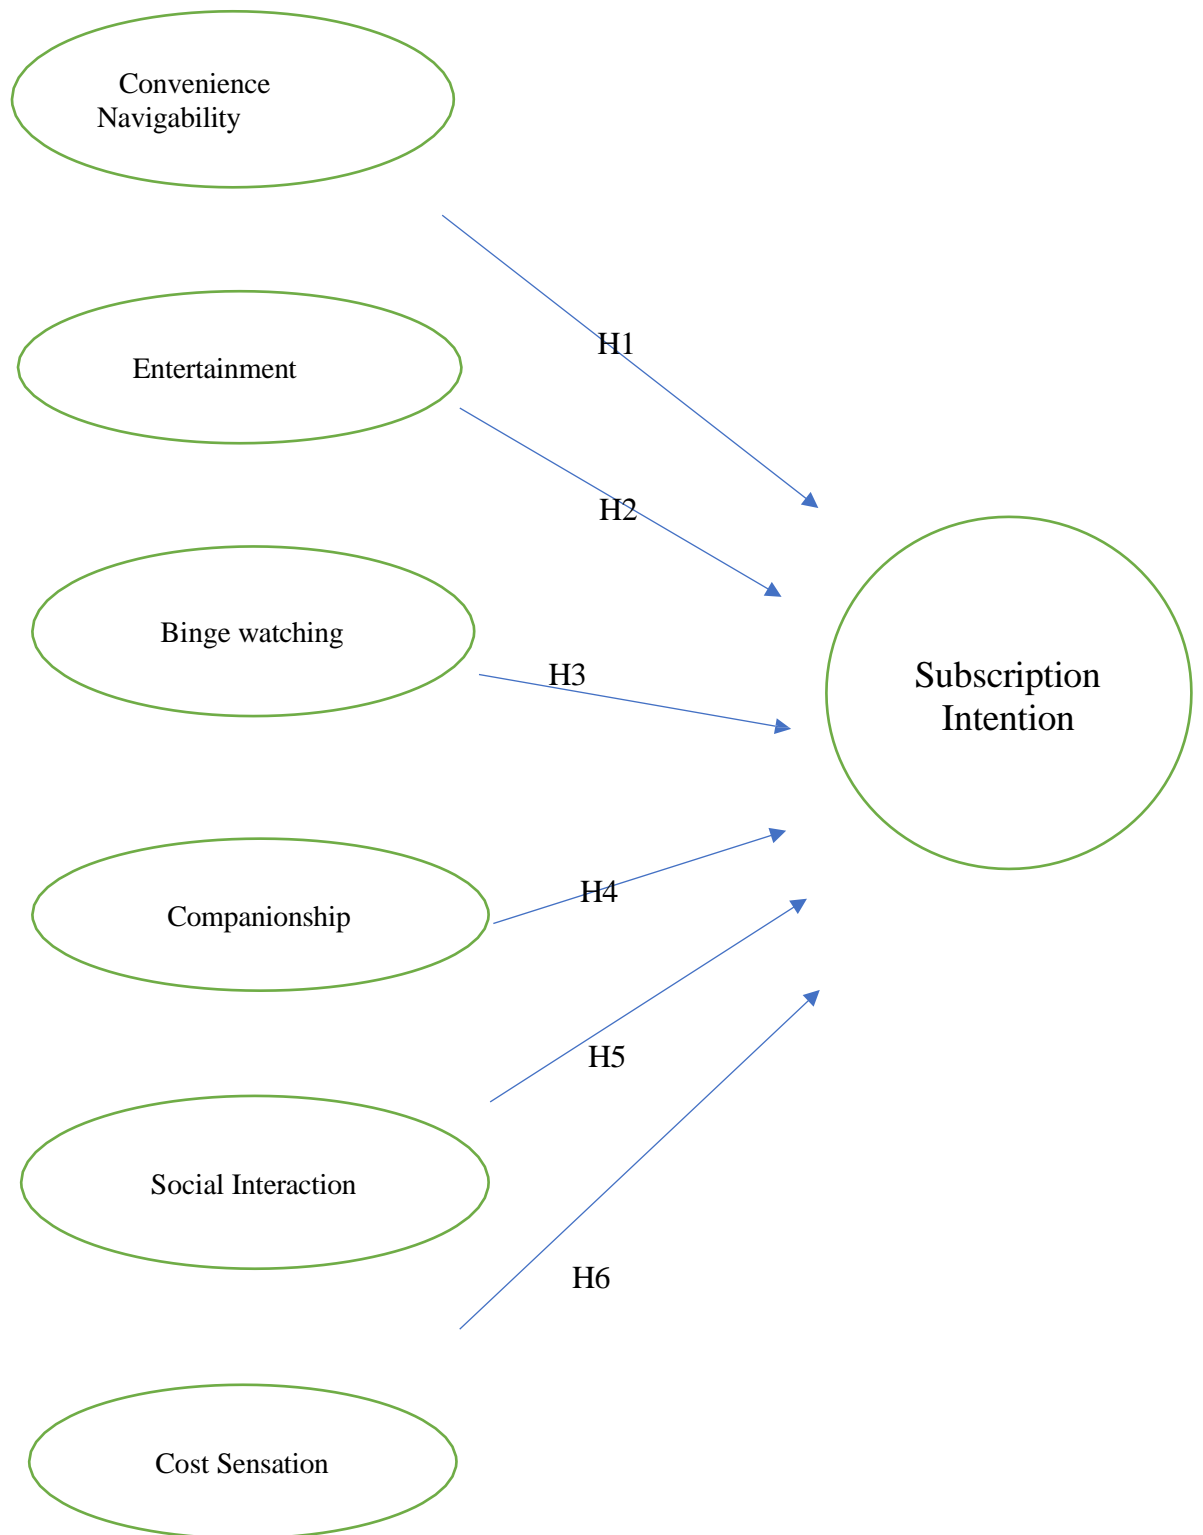 Convenience
Navigability
H1
Entertainment
H2
Binge watching
H3
Subscription
Intention
H4
Companionship
H5
Social Interaction
H6
Cost Sensation